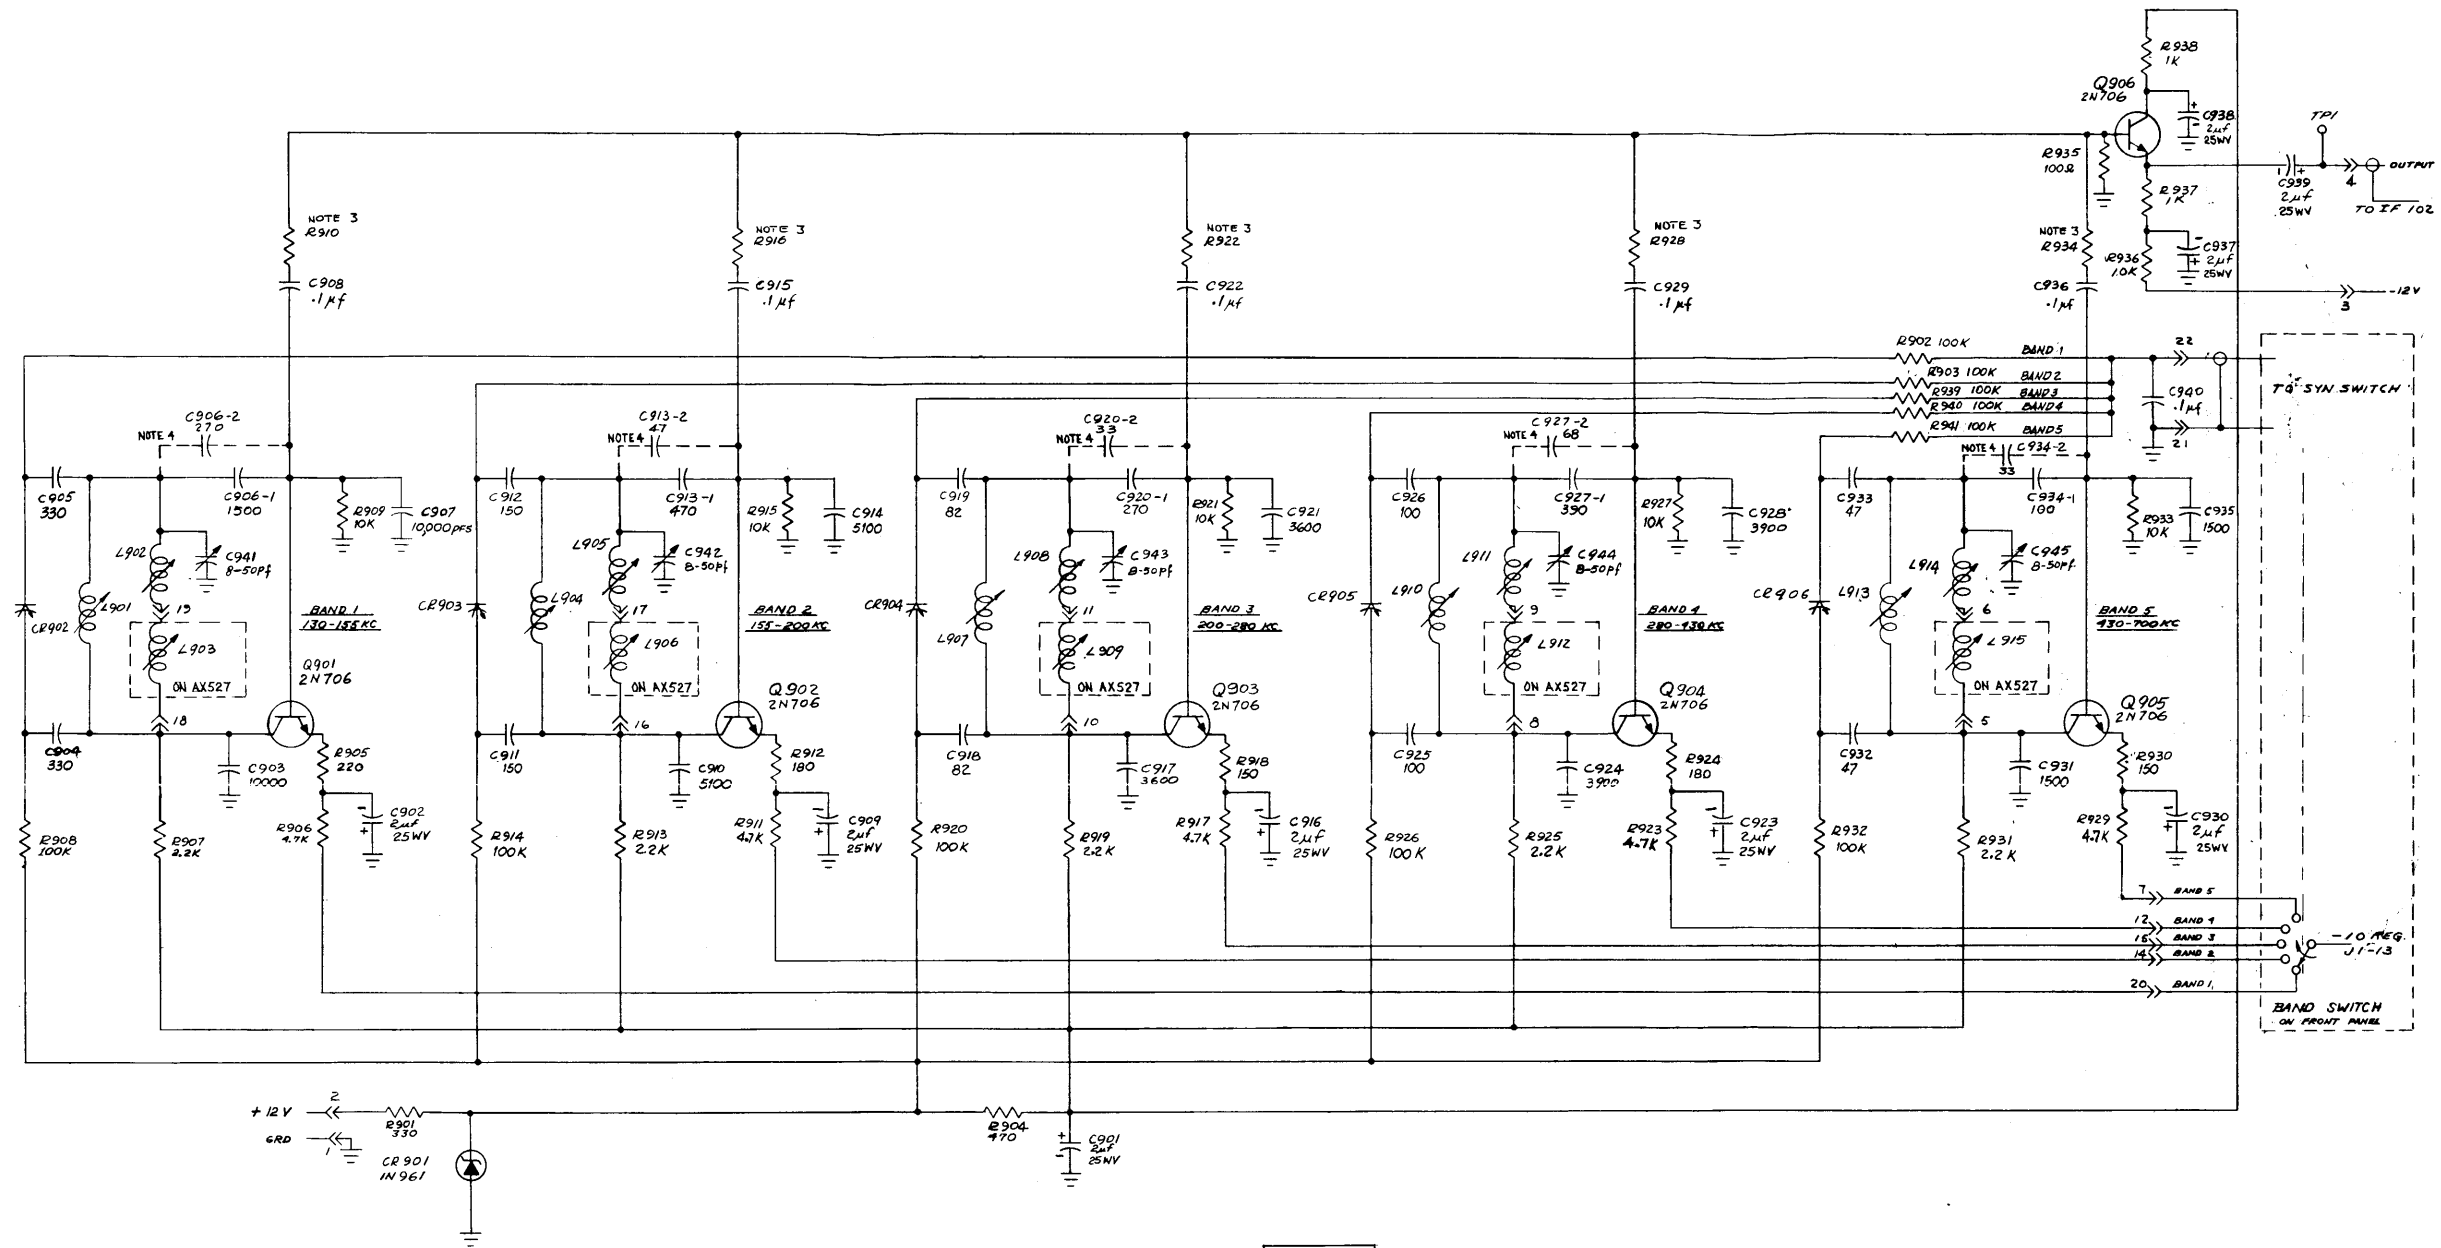 R938
1K
Q906
2N706
C938
2µf
25WV
TP1
R935
100Ω
OUTPUT
4
C939
2µf
25WV
TO IF 102
R937
1K
NOTE 3
R910
NOTE 3
R916
NOTE 3
R922
NOTE 3
R928
NOTE 3
R934
R936
1.0K
C937
2µf
25WV
C908
.1µf
C915
.1µf
C922
.1µf
C929
.1µf
C936
.1µf
-12V
3
R902 100K BAND 1
22
R903 100K BAND 2
R939 100K BAND 3
R940 100K BAND 4
R941 100K BAND 5
C940
.1µf
21
TO SYN SWITCH
C906-2
270
NOTE 4
C913-2
47
NOTE 4
C920-2
33
NOTE 4
C927-2
68
NOTE 4
NOTE 4 C934-2
33
C905
330
C906-1
1500
R909
10K
C907
10,000PFS
C912
150
C913-1
470
R915
10K
C914
5100
C919
82
C920-1
270
R921
10K
C921
3600
C926
100
C927-1
390
R927
10K
C928
3900
C933
47
C934-1
180
R933
10K
C935
1500
L902
C941
8-50Pf
L905
C942
8-50pf
L908
C943
8-50Pf
L911
C944
8-50pf
L914
C945
8-50pf
CR902
L901
19
BAND 1
130-155KC
CR903
L904
17
BAND 2
155-200KC
CR904
L907
11
BAND 3
200-280 KC
CR905
L910
9
BAND 4
280-430KC
CR906
L913
6
BAND 5
430-700KC
L903
ON AX527
L906
ON AX527
L909
ON AX527
L912
ON AX527
L915
ON AX527
Q901
2N706
Q902
2N706
Q903
2N706
Q904
2N706
Q905
2N706
18
16
10
8
5
C904
330
C903
10000
R905
220
C911
150
C910
5100
R912
180
C918
82
C917
3600
R918
150
C925
100
C924
3900
R924
180
C932
47
C931
1500
R930
150
R908
100K
R907
2.2K
R906
4.7K
C902
2µf
25WV
R914
100K
R913
2.2K
R911
4.7K
C909
2µf
25WV
R920
100K
R919
2.2K
R917
4.7K
C916
2µf
25WV
R926
100K
R925
2.2K
R923
4.7K
C923
2µf
25WV
R932
100K
R931
2.2K
R929
4.7K
C930
2µf
25WV
7 BAND 5
12 BAND 4
15 BAND 3
14 BAND 2
20 BAND 1
-10 REG.
J1-13
BAND SWITCH
ON FRONT PANEL
+12V
2
R901
330
GRD
1
CR901
1N961
R904
470
C901
2µf
25WV